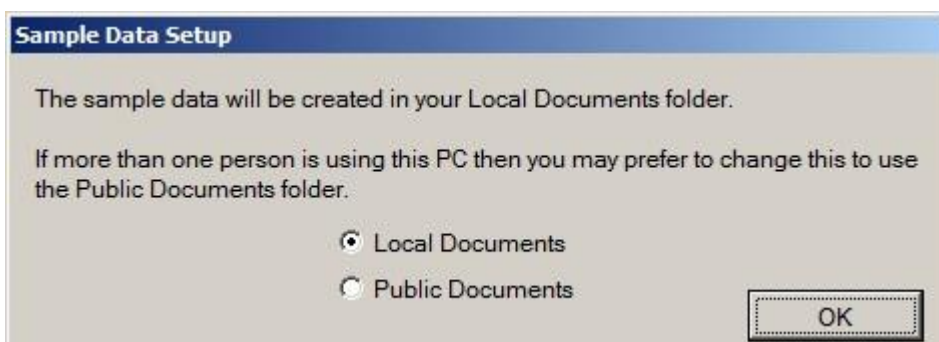 Sample Data Setup
The sample data will be created in your Local Documents folder.
If more than one person is using this PC then you may prefer to change this to use
the Public Documents folder.
Local Documents
Public Documents
OK